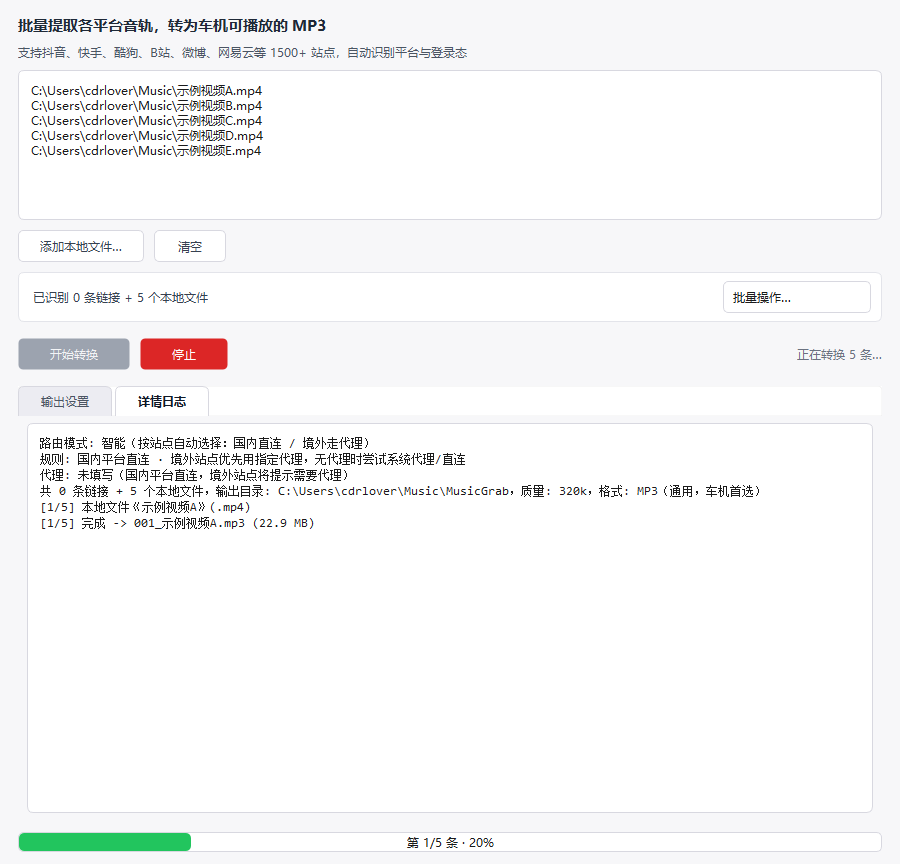 批量提取各平台音轨，转为车机可播放的 MP3
支持抖音、快手、酷狗、B站、微博、网易云等 1500+ 站点，自动识别平台与登录态
C:\Users\cdrlover\Music\示例视频A.mp4
C:\Users\cdrlover\Music\示例视频B.mp4
C:\Users\cdrlover\Music\示例视频C.mp4
C:\Users\cdrlover\Music\示例视频D.mp4
C:\Users\cdrlover\Music\示例视频E.mp4
添加本地文件... 清空
已识别 0 条链接 + 5 个本地文件 批量操作...
开始转换 停止 正在转换 5 条...
输出设置 详情日志
路由模式: 智能（按站点自动选择: 国内直连 / 境外走代理）
规则: 国内平台直连 · 境外站点优先用指定代理，无代理时尝试系统代理/直连
代理: 未填写（国内平台直连，境外站点将提示需要代理）
共 0 条链接 + 5 个本地文件，输出目录: C:\Users\cdrlover\Music\MusicGrab，质量: 320k，格式: MP3（通用，车机首选）
[1/5] 本地文件《示例视频A》(.mp4)
[1/5] 完成 -> 001_示例视频A.mp3 (22.9 MB)
第 1/5 条 · 20%